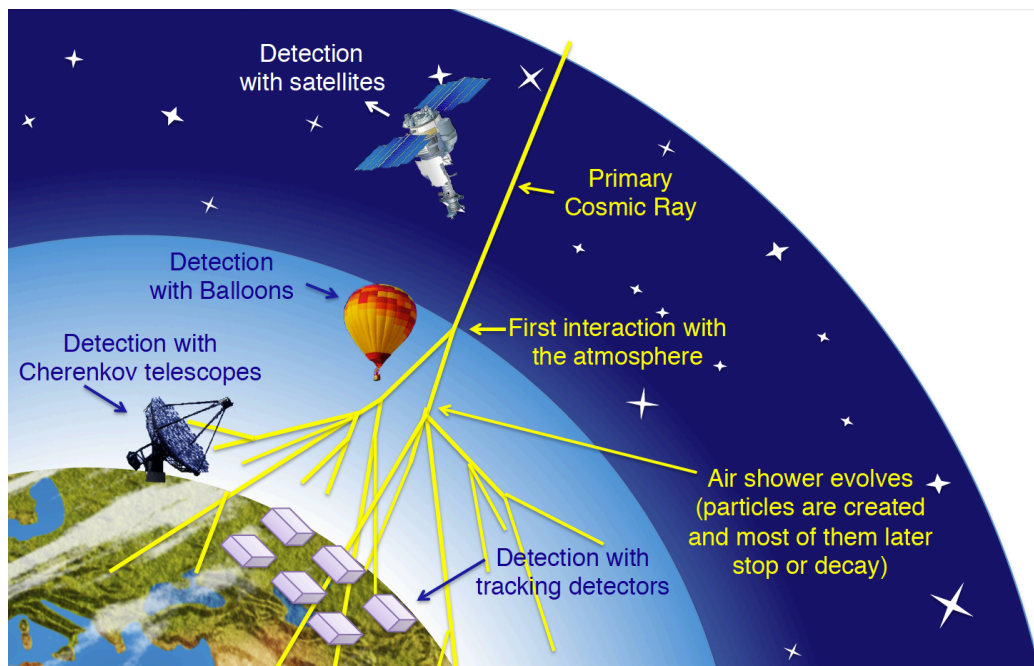 Detection
with satellites
Primary
Cosmic Ray
Detection
with Balloons
First interaction with
the atmosphere
Detection with
Cherenkov telescopes
Air shower evolves
(particles are created
and most of them later
stop or decay)
Detection with
tracking detectors